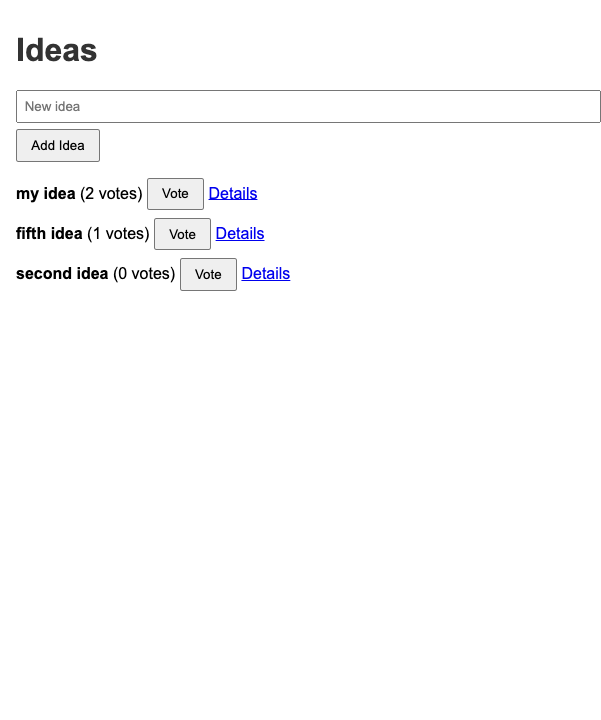 Ideas
New idea
Add Idea
my idea (2 votes) Vote Details
fifth idea (1 votes) Vote Details
second idea (0 votes) Vote Details